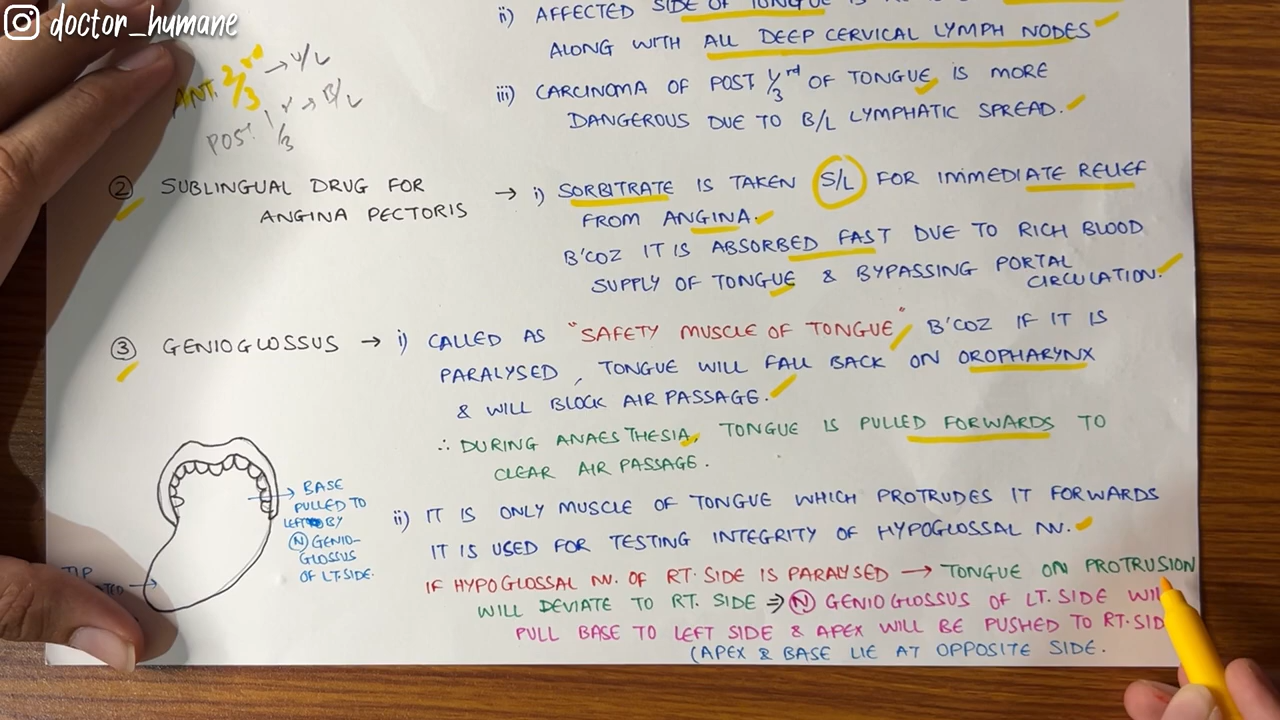 doctor_humane
ii) AFFECTED SIDE OF TONGUE IS
ALONG WITH ALL DEEP CERVICAL LYMPH NODES
iii) CARCINOMA OF POST. 1/3rd OF TONGUE IS MORE
DANGEROUS DUE TO B/L LYMPHATIC SPREAD.
ANT. 2/3rd → U/L
POST. 1/3 → B/L
② SUBLINGUAL DRUG FOR
ANGINA PECTORIS
→ i) SORBITRATE IS TAKEN S/L FOR IMMEDIATE RELIEF
FROM ANGINA.
B'COZ IT IS ABSORBED FAST DUE TO RICH BLOOD
SUPPLY OF TONGUE & BYPASSING PORTAL
CIRCULATION.
③ GENIOGLOSSUS → i) CALLED AS "SAFETY MUSCLE OF TONGUE" B'COZ IF IT IS
PARALYSED, TONGUE WILL FALL BACK ON OROPHARYNX
& WILL BLOCK AIR PASSAGE.
∴ DURING ANAESTHESIA, TONGUE IS PULLED FORWARDS TO
CLEAR AIR PASSAGE.
ii) IT IS ONLY MUSCLE OF TONGUE WHICH PROTRUDES IT FORWARDS
IT IS USED FOR TESTING INTEGRITY OF HYPOGLOSSAL NV.
IF HYPOGLOSSAL NV. OF RT. SIDE IS PARALYSED → TONGUE ON PROTRUSION
WILL DEVIATE TO RT. SIDE ⇒ Ⓝ GENIOGLOSSUS OF LT. SIDE WILL
PULL BASE TO LEFT SIDE & APEX WILL BE PUSHED TO RT. SID
(APEX & BASE LIE AT OPPOSITE SIDE.
→ BASE
PULLED TO
LEFT BY
Ⓝ GENIO-
GLOSSUS
OF LT. SIDE.
TIP